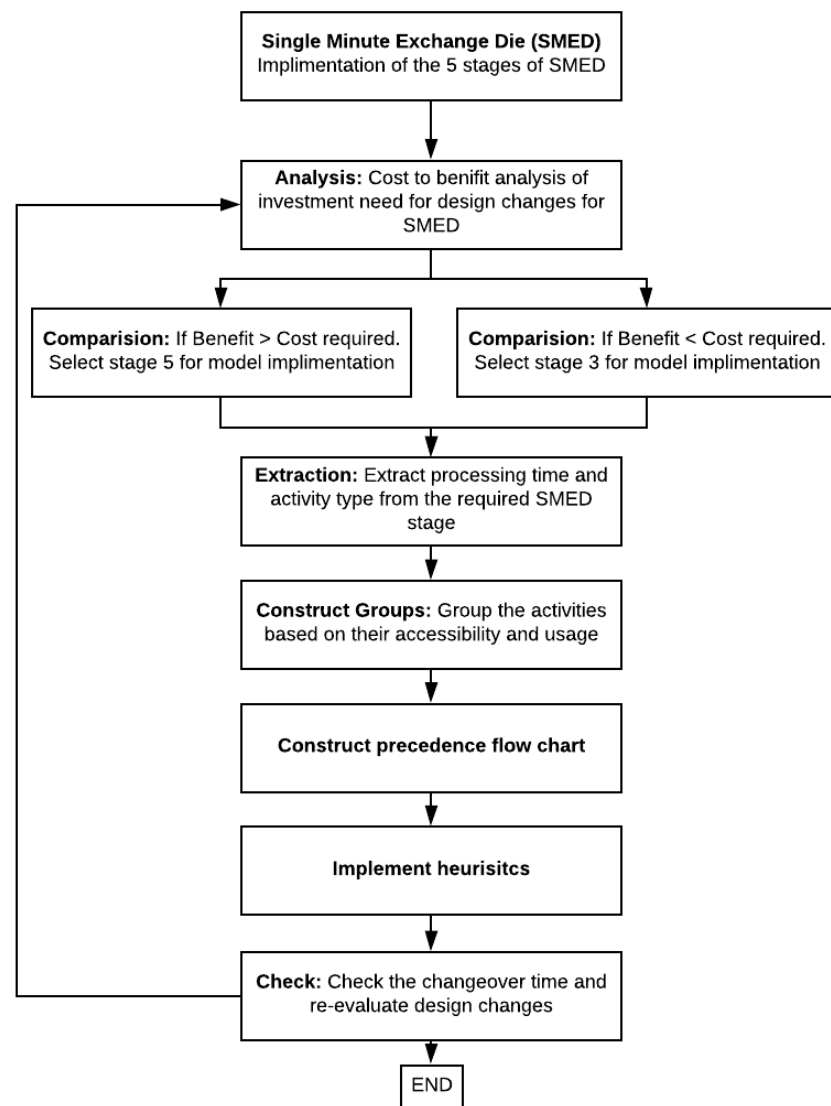 Single Minute Exchange Die (SMED)
Implimentation of the 5 stages of SMED
Analysis: Cost to benifit analysis of
investment need for design changes for
SMED
Comparision: If Benefit > Cost required.
Select stage 5 for model implimentation
Comparision: If Benefit < Cost required.
Select stage 3 for model implimentation
Extraction: Extract processing time and
activity type from the required SMED
stage
Construct Groups: Group the activities
based on their accessibility and usage
Construct precedence flow chart
Implement heurisitcs
Check: Check the changeover time and
re-evaluate design changes
END